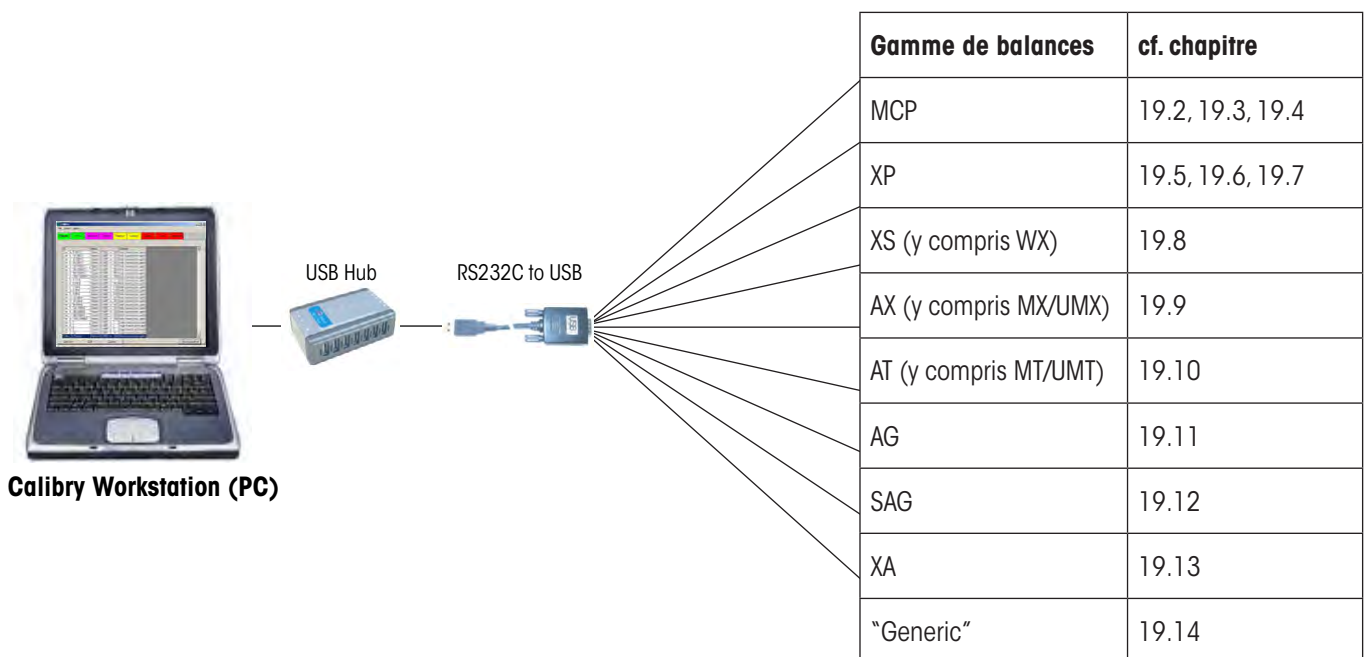 Gamme de balances cf. chapitre
MCP 19.2, 19.3, 19.4
XP 19.5, 19.6, 19.7
XS (y compris WX) 19.8
AX (y compris MX/UMX) 19.9
AT (y compris MT/UMT) 19.10
AG 19.11
SAG 19.12
XA 19.13
“Generic” 19.14
USB Hub
RS232C to USB
USB
Calibry Workstation (PC)